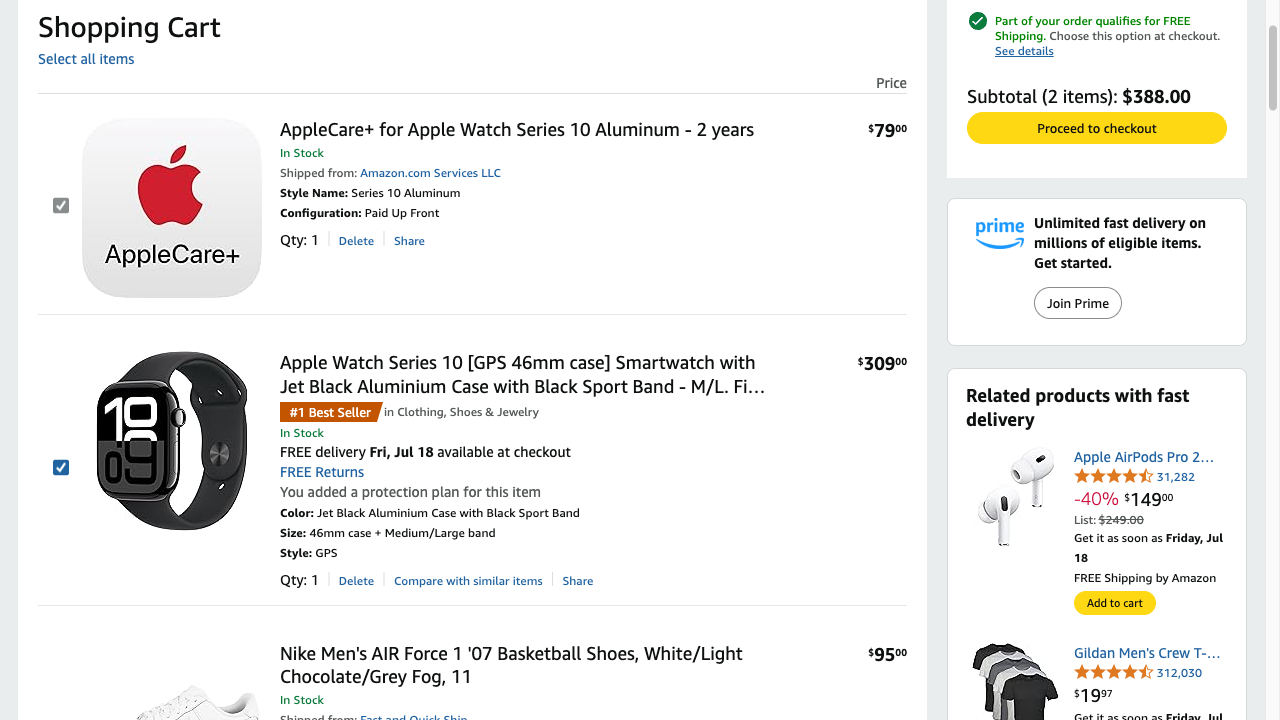 Shopping Cart
Select all items
Price
AppleCare+
AppleCare+ for Apple Watch Series 10 Aluminum - 2 years
$7900
In Stock
Shipped from: Amazon.com Services LLC
Style Name: Series 10 Aluminum
Configuration: Paid Up Front
Qty: 1
Delete
Share
10
09
Apple Watch Series 10 [GPS 46mm case] Smartwatch with
Jet Black Aluminium Case with Black Sport Band - M/L. Fi…
$30900
#1 Best Seller in Clothing, Shoes & Jewelry
In Stock
FREE delivery Fri, Jul 18 available at checkout
FREE Returns
You added a protection plan for this item
Color: Jet Black Aluminium Case with Black Sport Band
Size: 46mm case + Medium/Large band
Style: GPS
Qty: 1
Delete
Compare with similar items
Share
Nike Men's AIR Force 1 '07 Basketball Shoes, White/Light
Chocolate/Grey Fog, 11
$9500
In Stock
Shipped from: Fast and Quick Ship
Part of your order qualifies for FREE
Shipping. Choose this option at checkout.
See details
Subtotal (2 items): $388.00
Proceed to checkout
prime
Unlimited fast delivery on
millions of eligible items.
Get started.
Join Prime
Related products with fast
delivery
Apple AirPods Pro 2…
31,282
-40% $14900
List: $249.00
Get it as soon as Friday, Jul
18
FREE Shipping by Amazon
Add to cart
Gildan Men's Crew T-…
312,030
$1997
Get it as soon as Friday, Jul